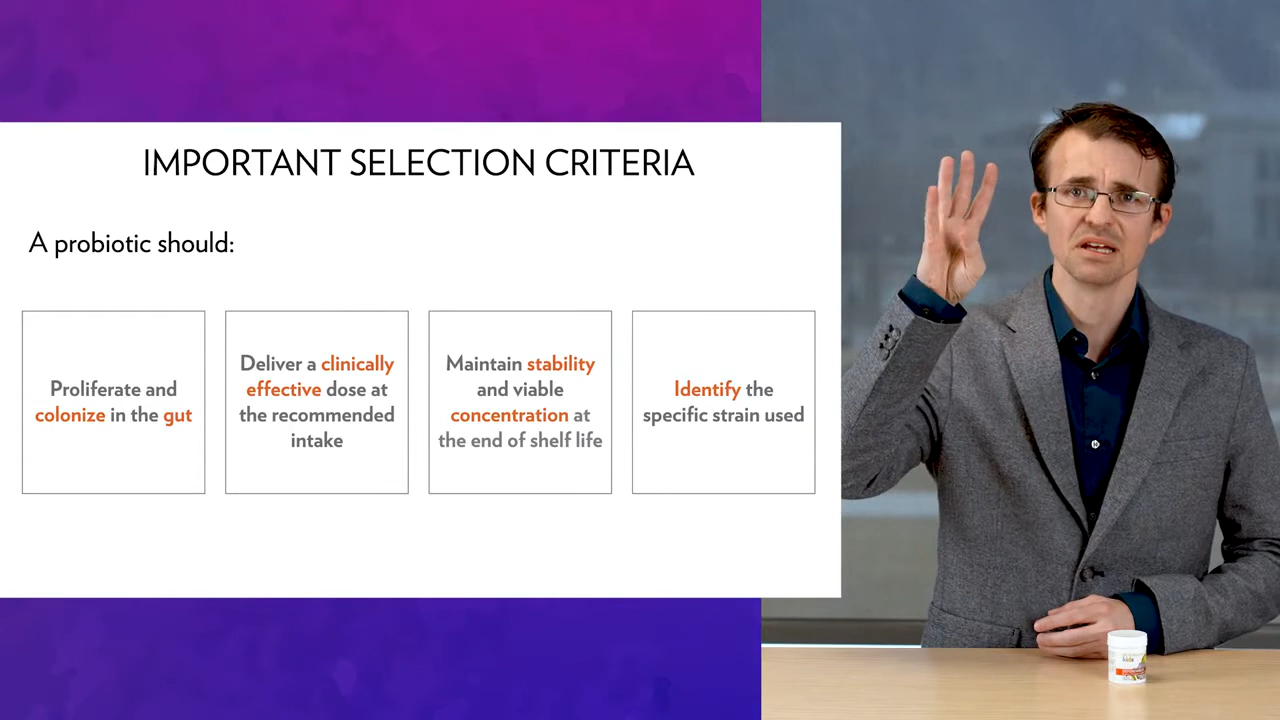 IMPORTANT SELECTION CRITERIA
A probiotic should:
Proliferate and
colonize in the gut
Deliver a clinically
effective dose at
the recommended
intake
Maintain stability
and viable
concentration at
the end of shelf life
Identify the
specific strain used